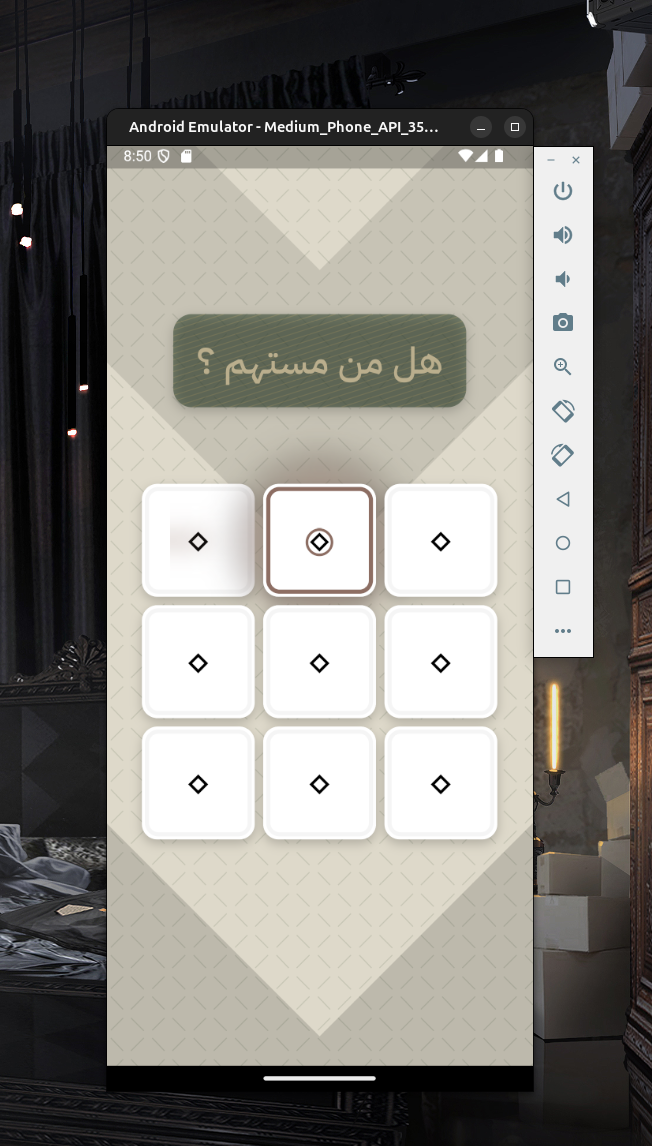 Android Emulator - Medium_Phone_API_35…
8:50
هل من مستهم ؟